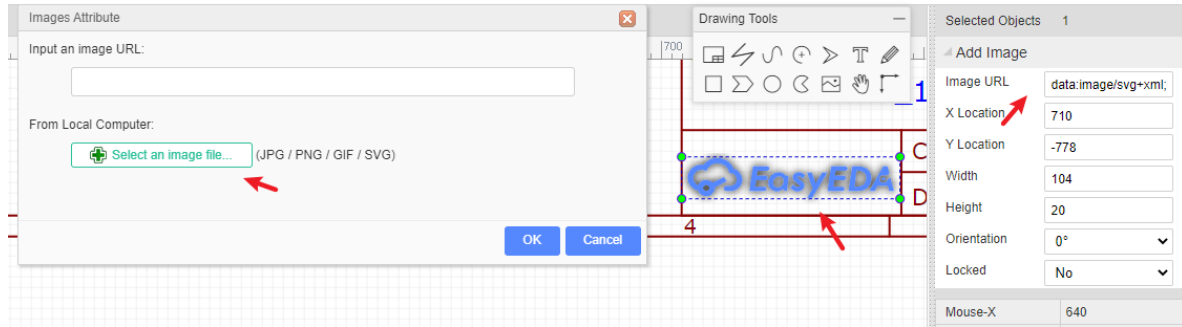 Images Attribute
Input an image URL:
From Local Computer:
Select an image file... (JPG / PNG / GIF / SVG)
OK Cancel
700
Drawing Tools
1
EasyEDA
C
D
4
Selected Objects 1
Add Image
Image URL data:image/svg+xml;
X Location 710
Y Location -778
Width 104
Height 20
Orientation 0°
Locked No
Mouse-X 640